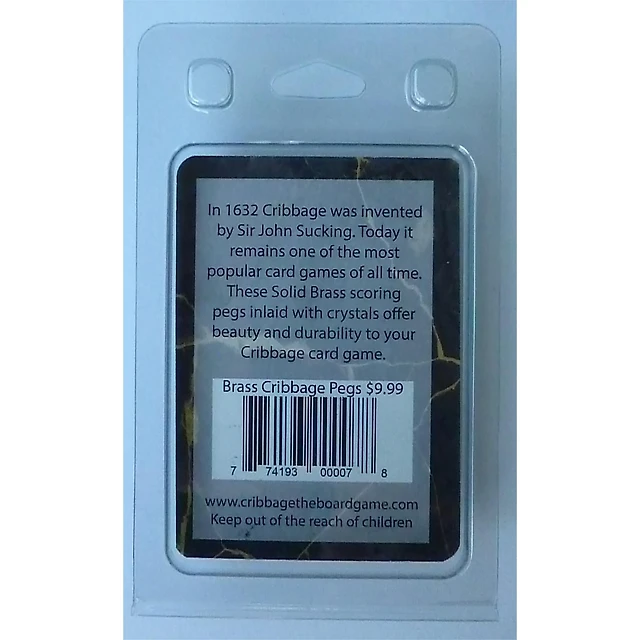 In 1632 Cribbage was invented
by Sir John Sucking. Today it
remains one of the most
popular card games of all time.
These Solid Brass scoring
pegs inlaid with crystals offer
beauty and durability to your
Cribbage card game.
Brass Cribbage Pegs $9.99
7 74193 00007 8
www.cribbagetheboardgame.com
Keep out of the reach of children